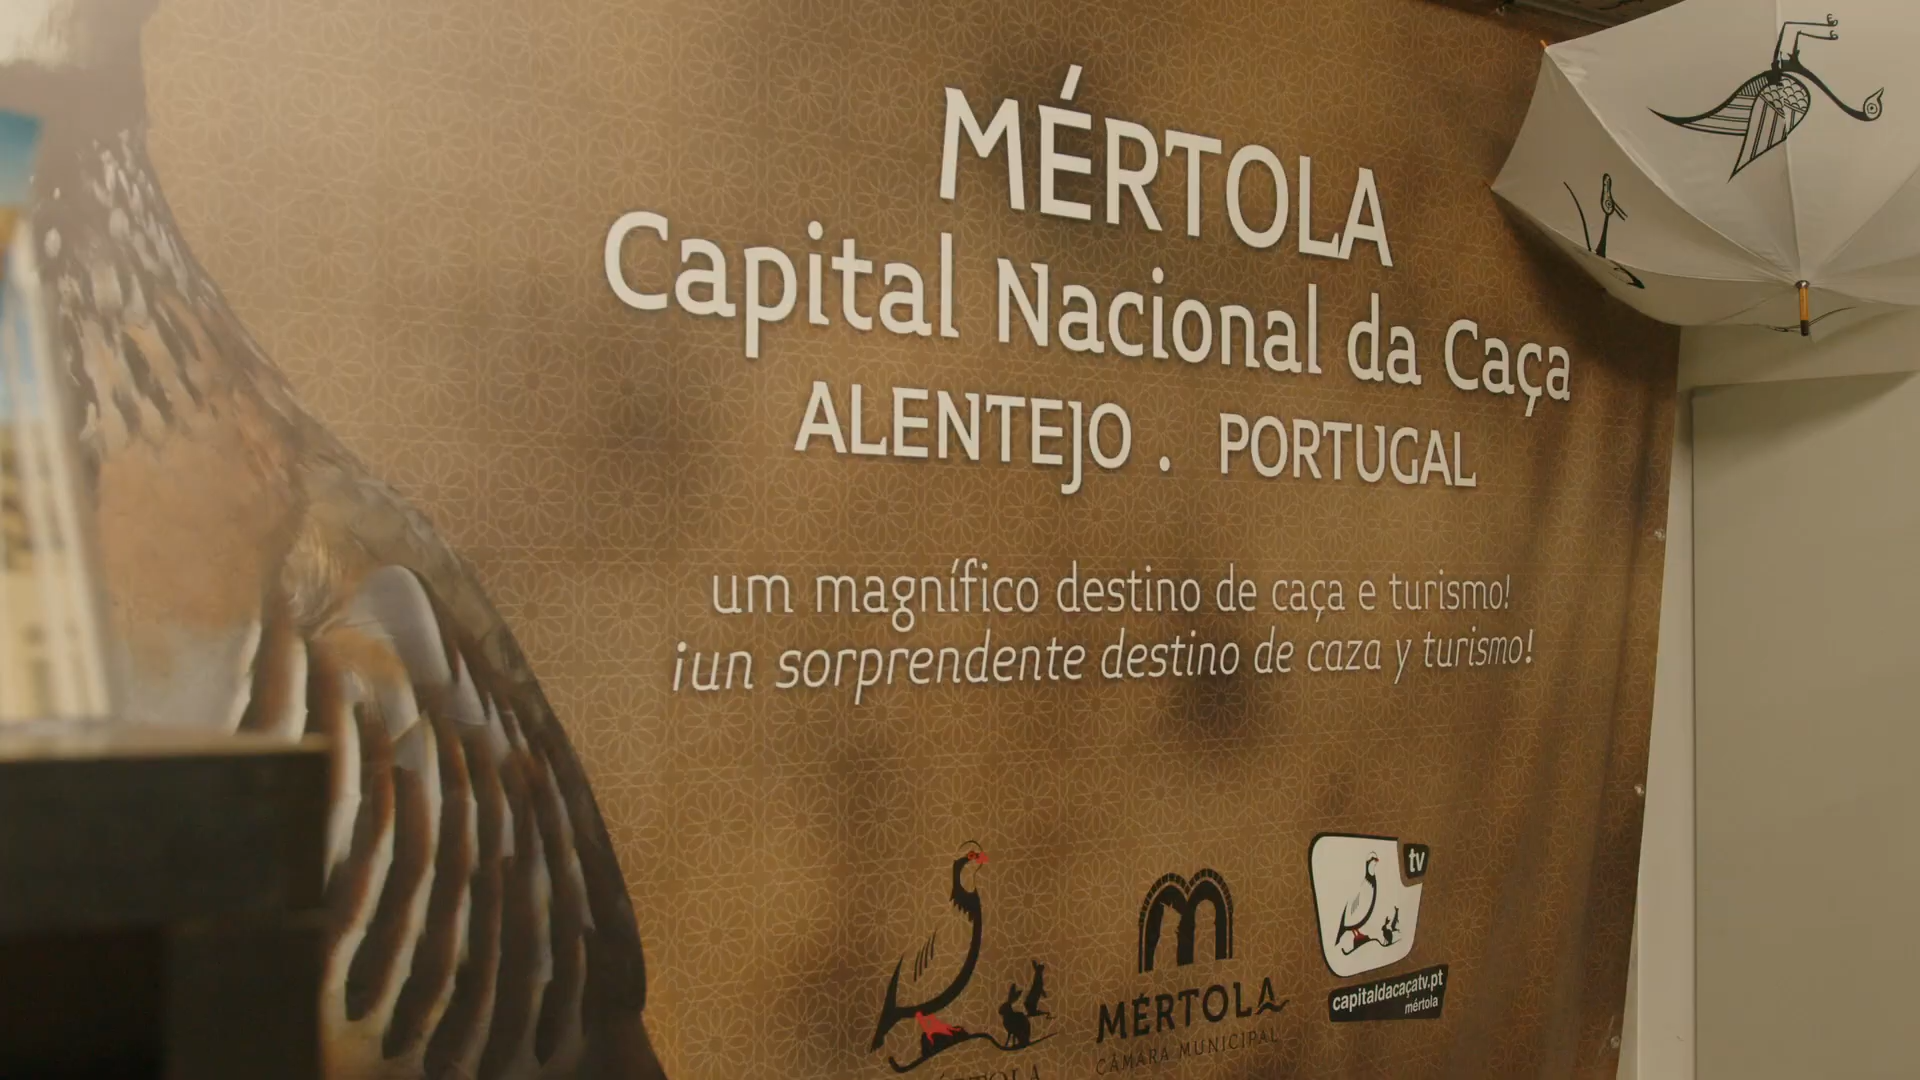 MÉRTOLA
Capital Nacional da Caça
ALENTEJO . PORTUGAL
um magnífico destino de caça e turismo!
¡un sorprendente destino de caza y turismo!
tv
capitaldacaçatv.pt
mértola
MÉRTOLA
CÂMARA MUNICIPAL